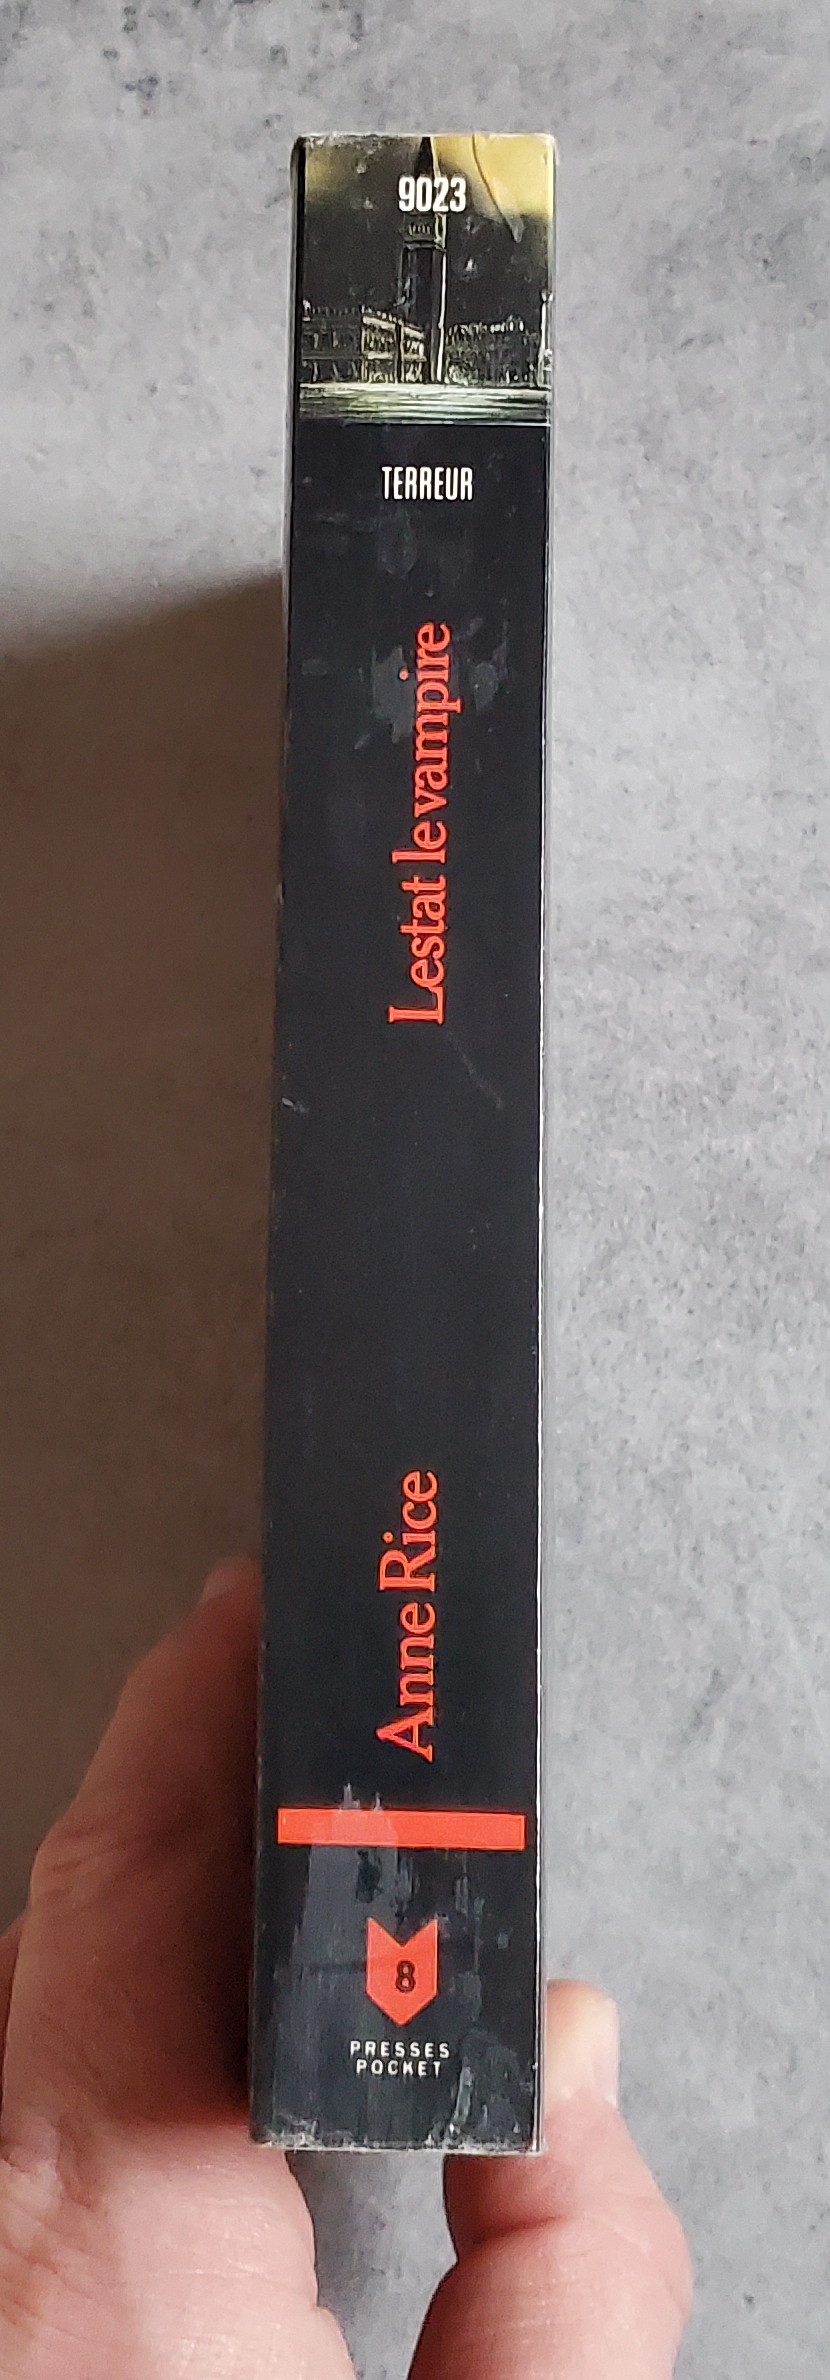 9023
TERREUR
Lestat le vampire
Anne Rice
8
PRESSES
POCKET